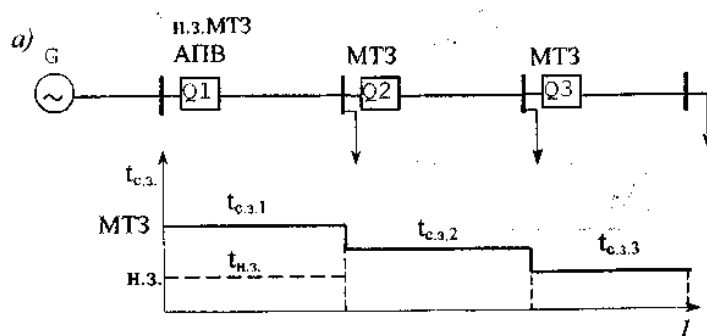 а)
н.з.МТЗ
АПВ
МТЗ
МТЗ
G
~
Q1
Q2
Q3
tс.з.
МТЗ
tс.з.1
tс.з,2
tс.з.3
н.з.
tн.з.
l